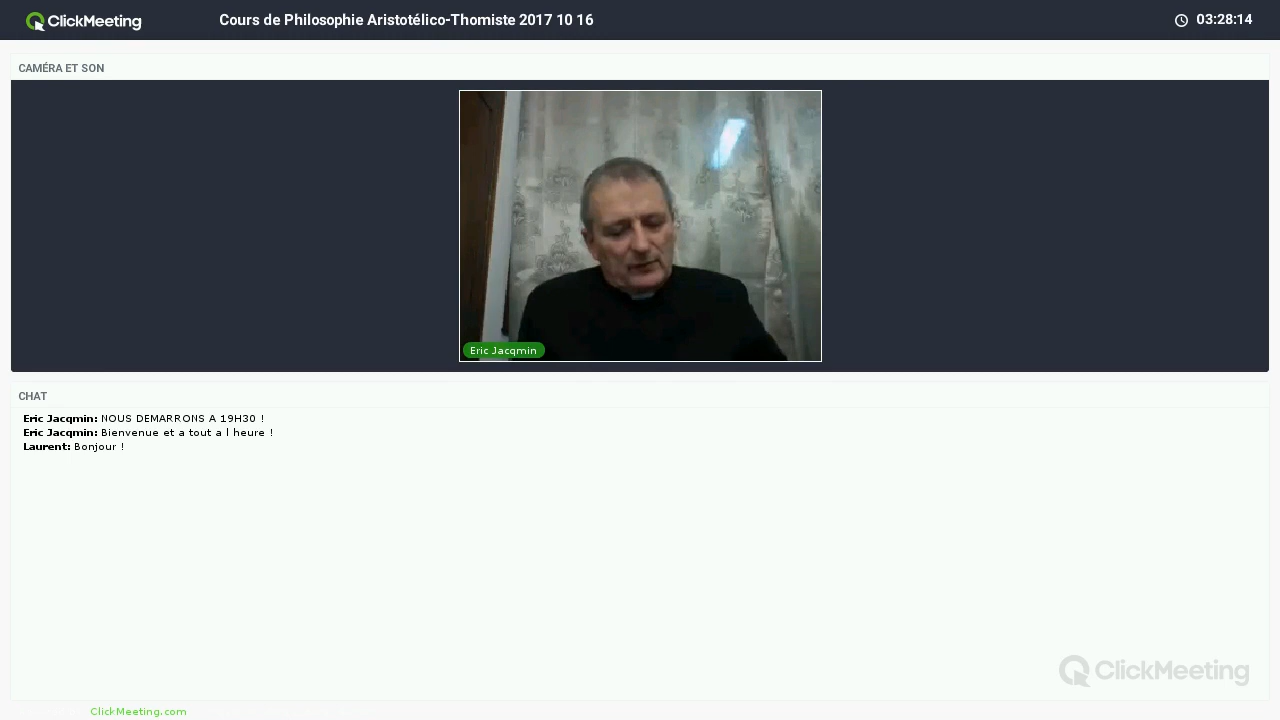 ClickMeeting
Cours de Philosophie Aristotélico-Thomiste 2017 10 16
03:28:14
CAMÉRA ET SON
Eric Jacqmin
CHAT
Eric Jacqmin: NOUS DEMARRONS A 19H30 !
Eric Jacqmin: Bienvenue et a tout a l heure !
Laurent: Bonjour !
ClickMeeting
ClickMeeting.com